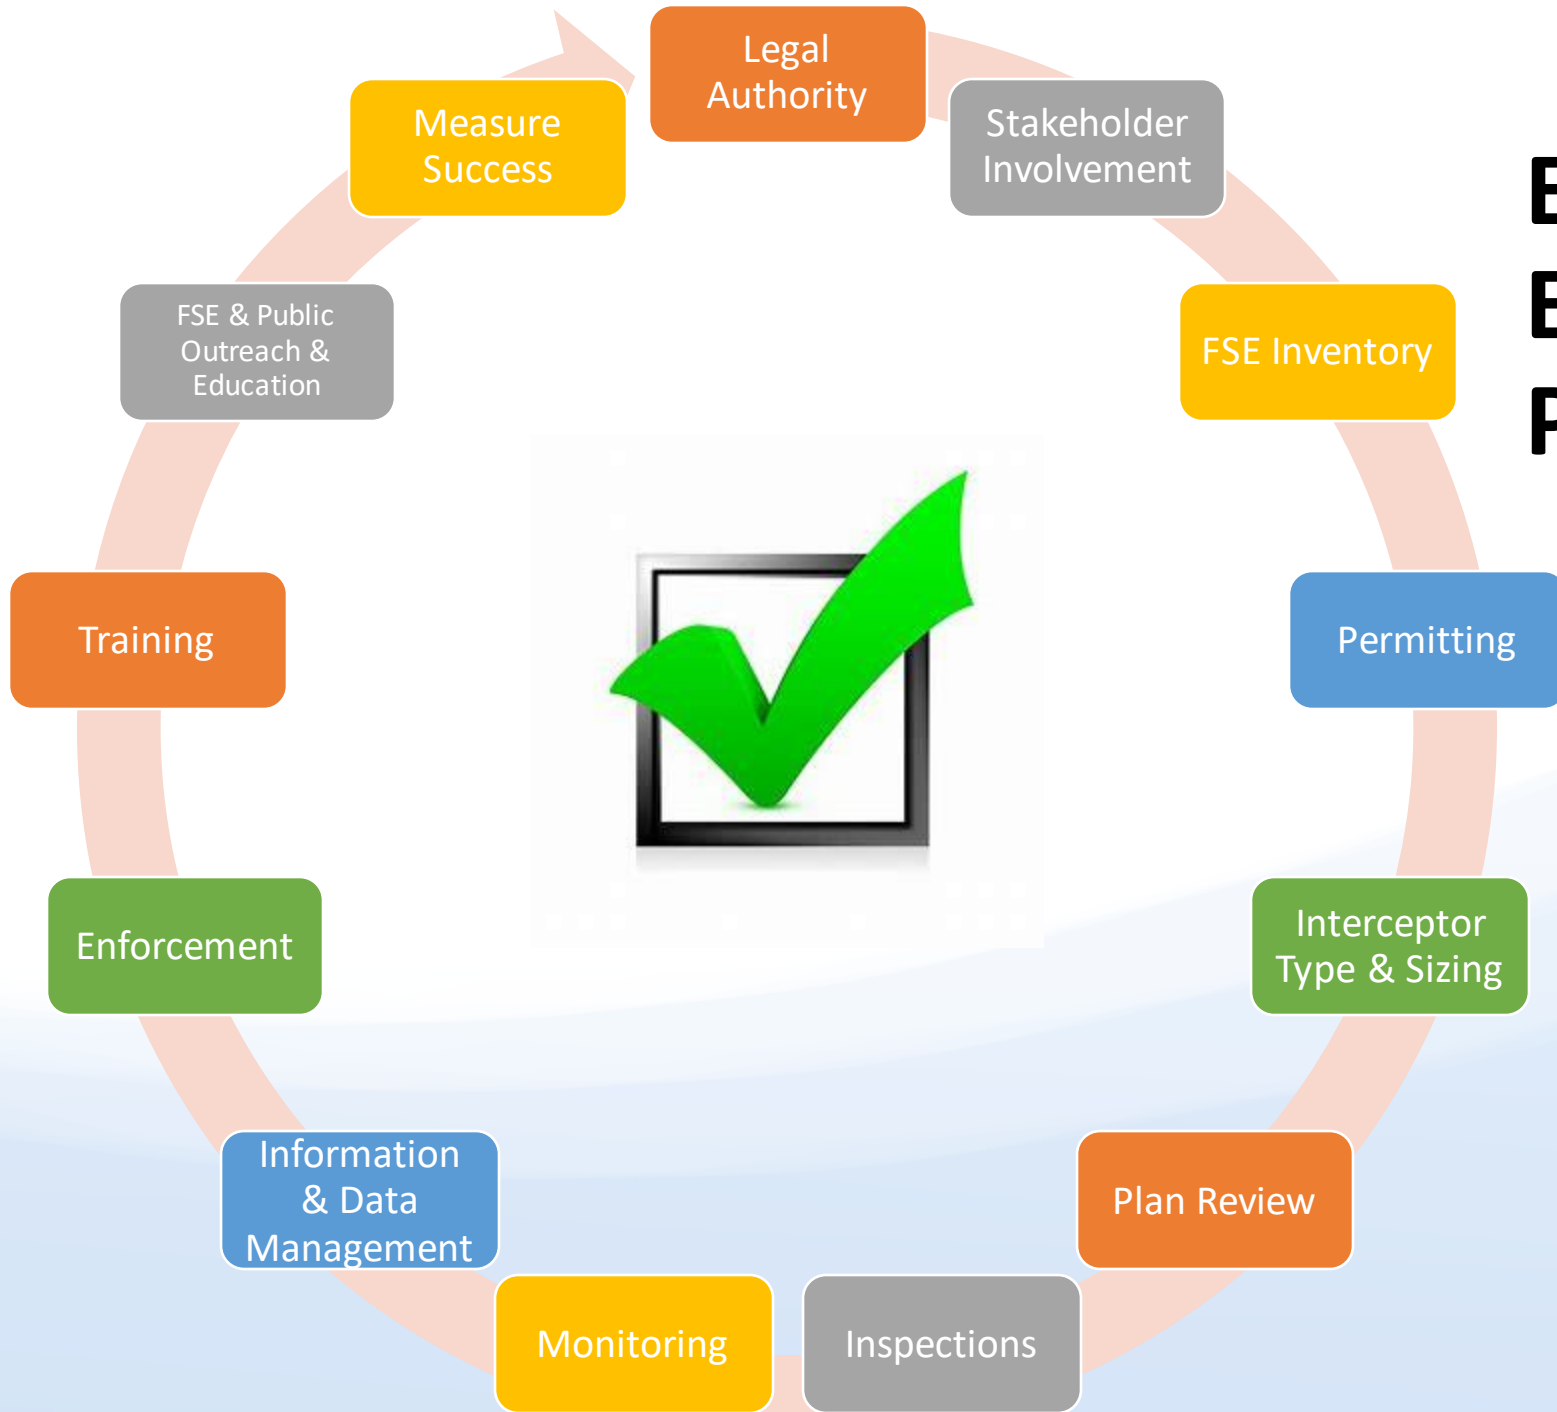 Legal
Authority
Stakeholder
Involvement
FSE Inventory
Permitting
Interceptor
Type & Sizing
Plan Review
Inspections
Monitoring
Information
& Data
Management
Enforcement
Training
FSE & Public
Outreach &
Education
Measure
Success
E
E
P